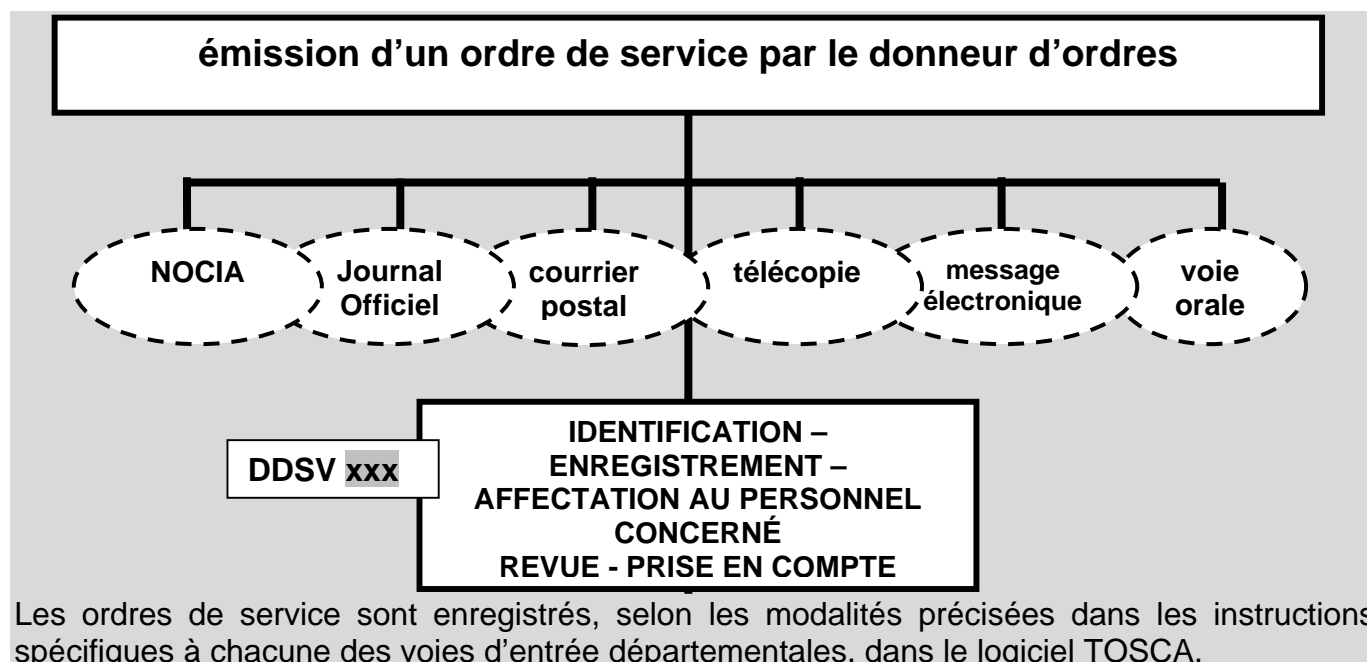 émission d’un ordre de service par le donneur d’ordres
NOCIA
Journal
Officiel
courrier
postal
télécopie
message
électronique
voie
orale
DDSV xxx
IDENTIFICATION –
ENREGISTREMENT –
AFFECTATION AU PERSONNEL
CONCERNÉ
REVUE - PRISE EN COMPTE
Les ordres de service sont enregistrés, selon les modalités précisées dans les instructions
spécifiques à chacune des voies d’entrée départementales, dans le logiciel TOSCA.